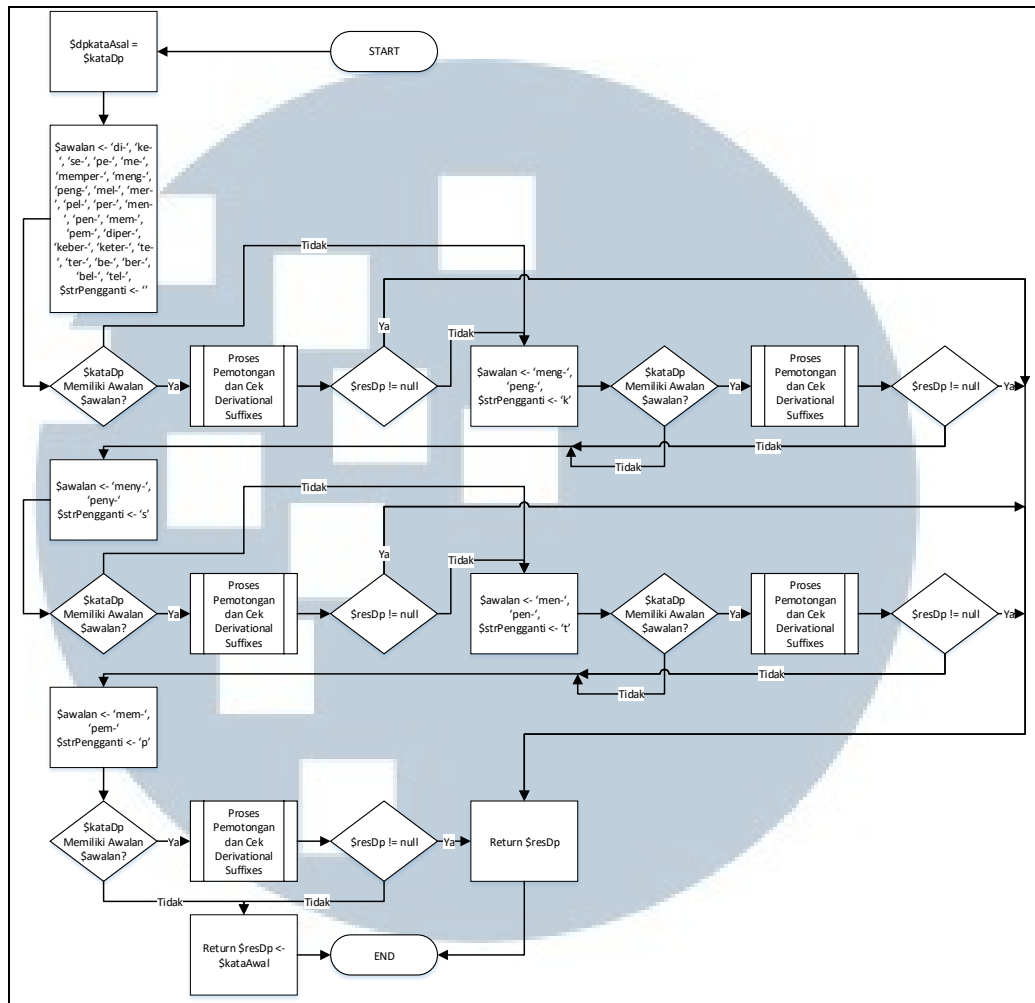 $dpkataAsal =
$kataDp
START
$awalan <- ‘di-‘, ‘ke-
‘, ‘se-‘, ‘pe-‘, ‘me-‘,
‘memper-‘, ‘meng-‘,
‘peng-‘, ‘mel-‘, ‘mer-
‘, ‘pel-‘, ‘per-‘, ‘men-
‘, ‘pen-‘, ‘mem-‘,
‘pem-‘, ‘diper-‘,
‘keber-‘, ‘keter-‘, ‘te-
‘, ‘ter-‘, ‘be-‘, ‘ber-‘,
‘bel-‘, ‘tel-‘,
$strPengganti <- ‘’
Tidak
Ya
Tidak
$kataDp
Memiliki Awalan
$awalan?
Ya
Proses
Pemotongan
dan Cek
Derivational
Suffixes
$resDp != null
$awalan <- ‘meng-‘,
‘peng-‘,
$strPengganti <- ‘k’
$kataDp
Memiliki Awalan
$awalan?
Ya
Proses
Pemotongan
dan Cek
Derivational
Suffixes
$resDp != null
Ya
Tidak
Tidak
$awalan <- ‘meny-‘,
‘peny-‘
$strPengganti <- ‘s’
Tidak
Ya
Tidak
$kataDp
Memiliki Awalan
$awalan?
Ya
Proses
Pemotongan
dan Cek
Derivational
Suffixes
$resDp != null
$awalan <- ‘men-‘,
‘pen-‘,
$strPengganti <- ‘t’
$kataDp
Memiliki Awalan
$awalan?
Ya
Proses
Pemotongan
dan Cek
Derivational
Suffixes
$resDp != null
Ya
Tidak
Tidak
$awalan <- ‘mem-‘,
‘pem-‘
$strPengganti <- ‘p’
$kataDp
Memiliki Awalan
$awalan?
Ya
Proses
Pemotongan
dan Cek
Derivational
Suffixes
$resDp != null
Ya
Return $resDp
Tidak
Tidak
Return $resDp <-
$kataAwal
END